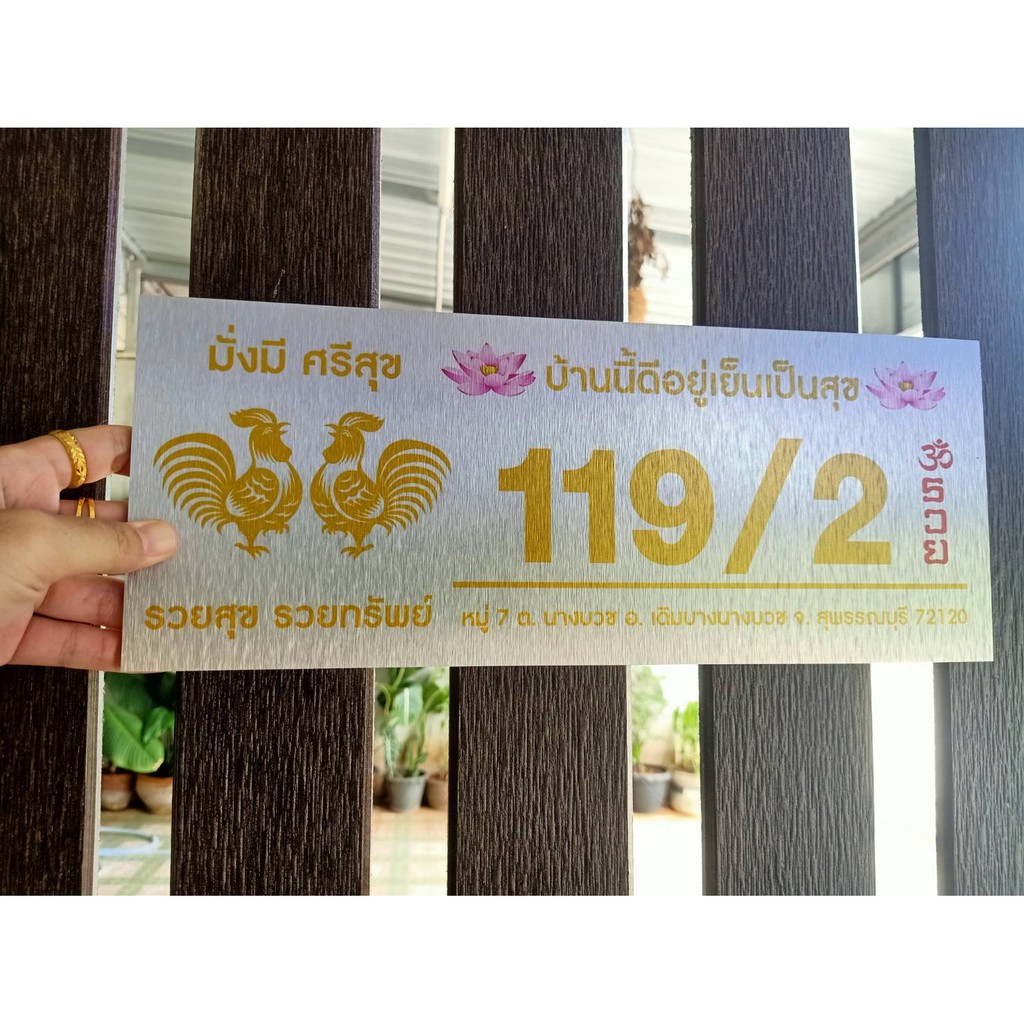 มั่งมี ศรีสุข
บ้านนี้ดีอยู่เย็นเป็นสุข
119/2
ॐ
รวย
รวยสุข รวยทรัพย์
หมู่ 7 ต. นางบวช อ. เดิมบางนางบวช จ. สุพรรณบุรี 72120